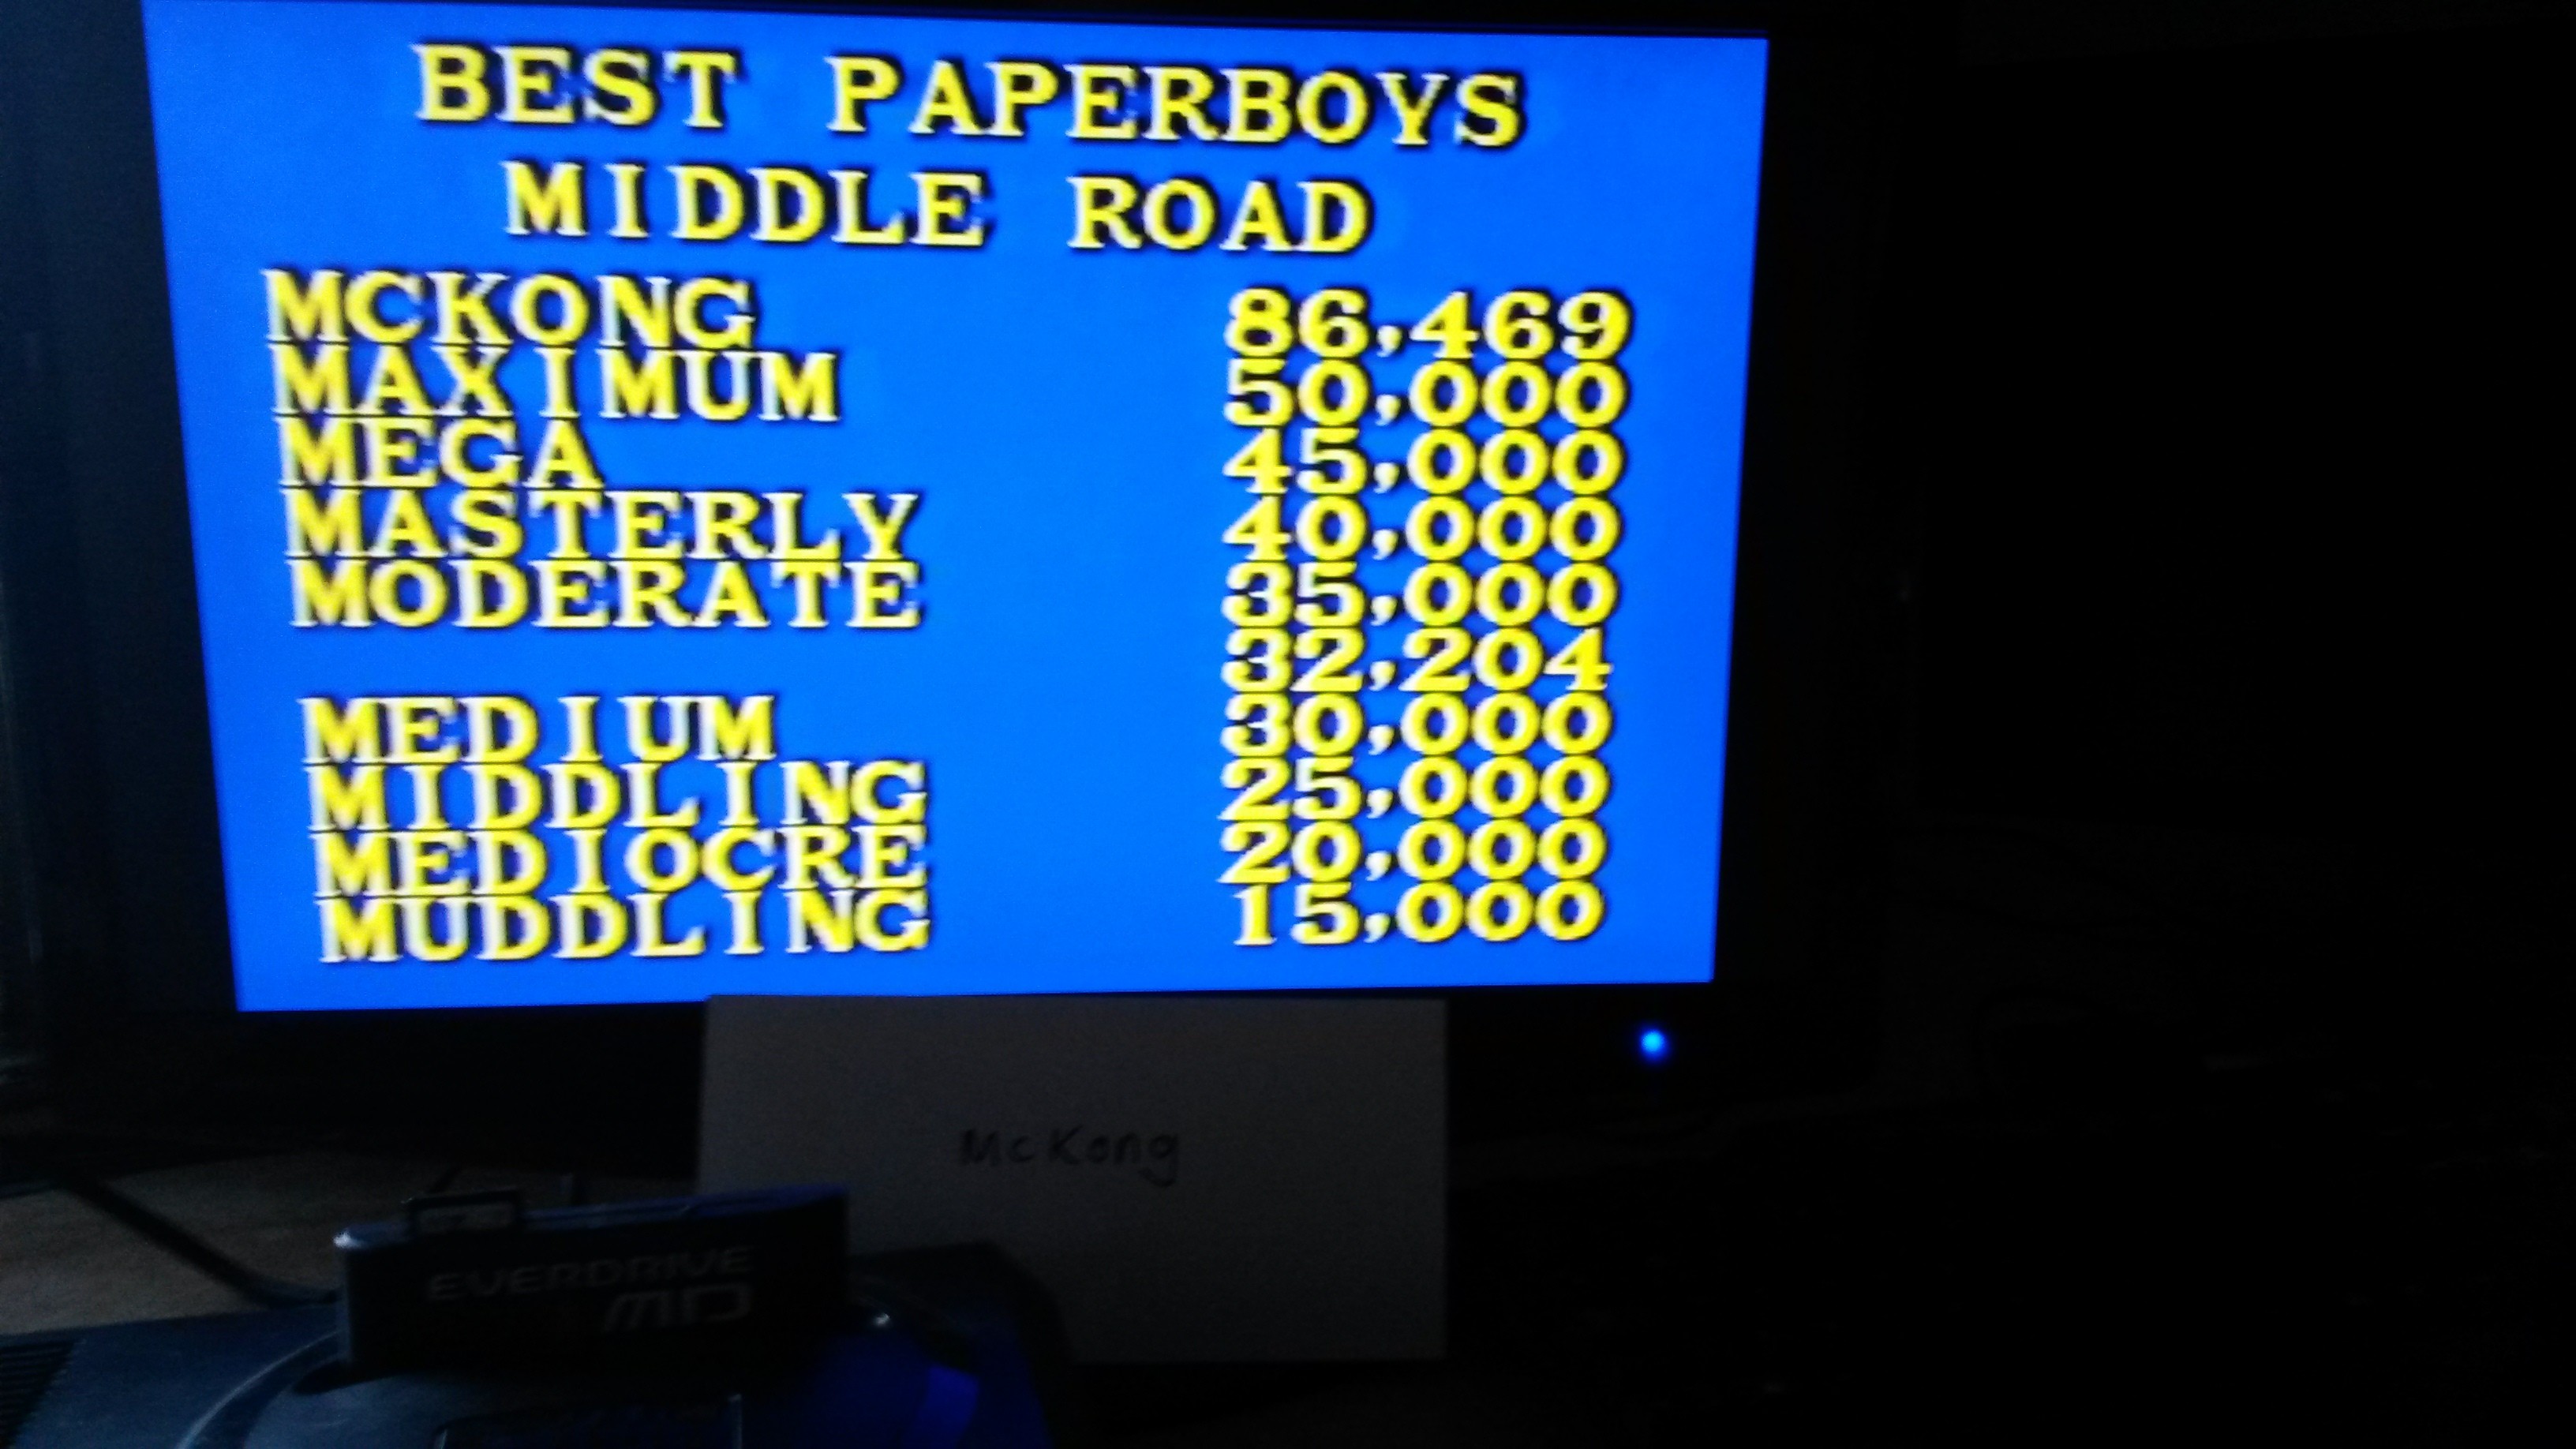 BEST PAPERBOYS
MIDDLE ROAD
MCKONG 86,469
MAXIMUM 50,000
MEGA 45,000
MASTERLY 40,000
MODERATE 35,000
32,204
MEDIUM 30,000
MIDDLING 25,000
MEDIOCRE 20,000
MUDDLING 15,000
McKong
EVERDRIVE
MD